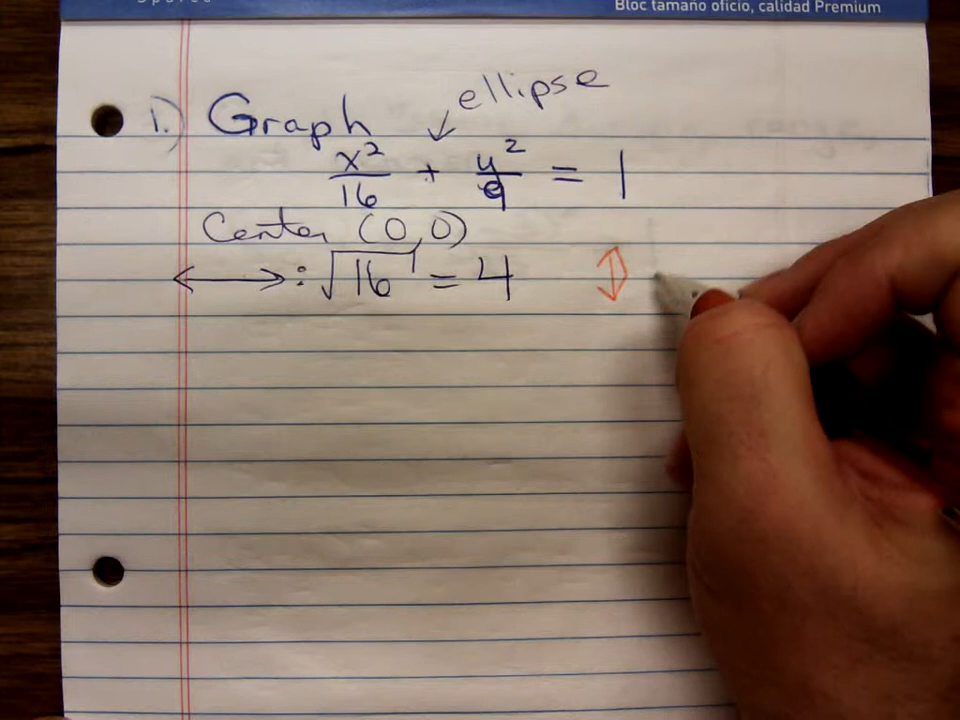 Bloc tamaño oficio, calidad Premium
1.) Graph
ellipse
x²/16 + y²/9 = 1
Center (0,0)
↔ : √16 = 4
↕